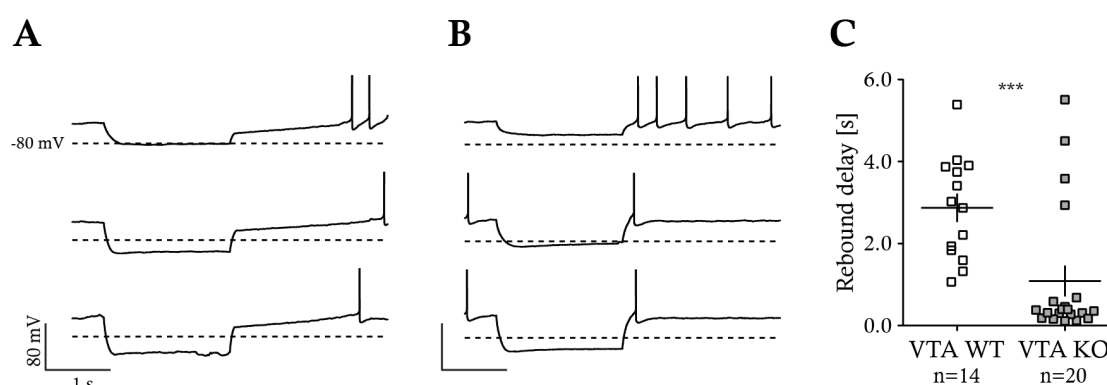 A
B
C
-80 mV
80 mV
1 s
Rebound delay [s]
6.0
4.0
2.0
0.0
***
VTA WT
VTA KO
n=14
n=20